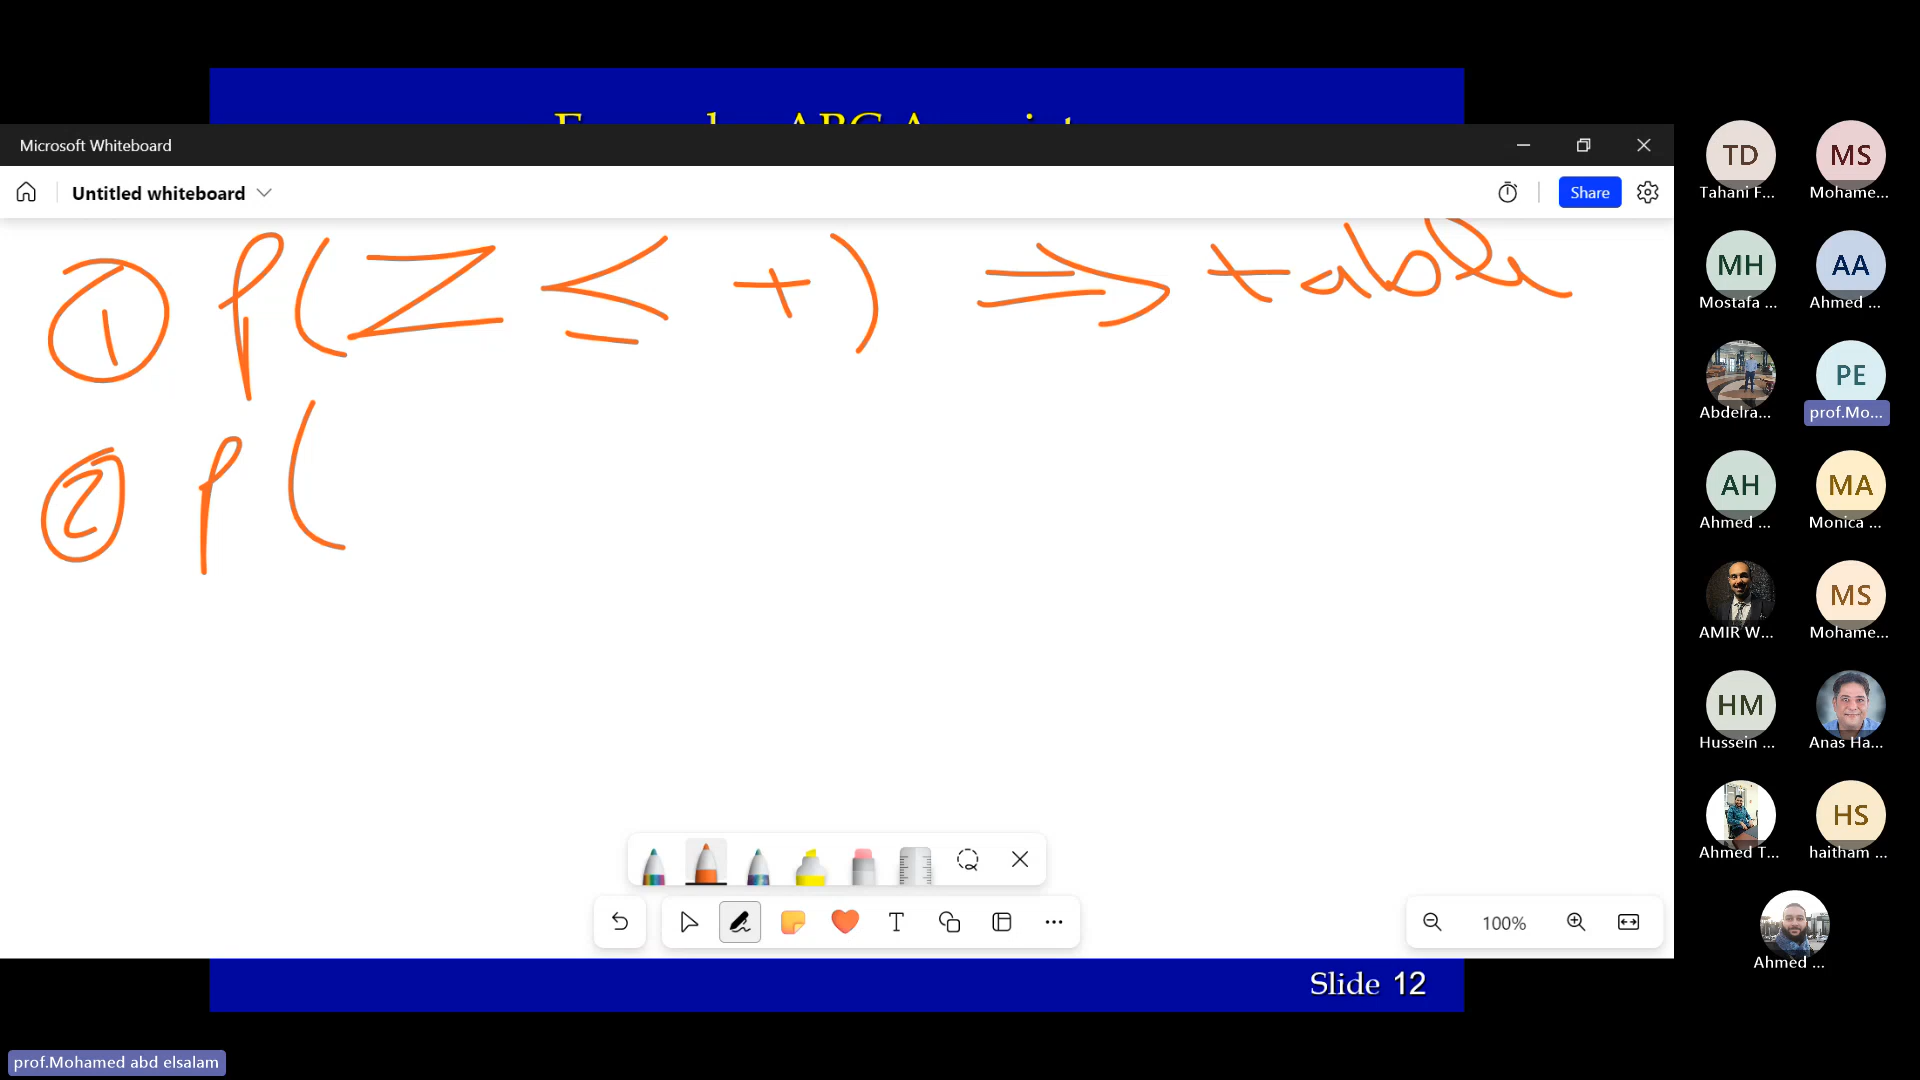 Microsoft Whiteboard
Untitled whiteboard
Share
① P(Z ≤ +) ⇒ table
② P(
100%
Slide 12
prof.Mohamed abd elsalam
TD
Tahani F...
MS
Mohame...
MH
Mostafa ...
AA
Ahmed ...
Abdelra...
PE
prof.Mo...
AH
Ahmed ...
MA
Monica ...
AMIR W...
MS
Mohame...
HM
Hussein ...
Anas Ha...
Ahmed T...
HS
haitham ...
Ahmed ...